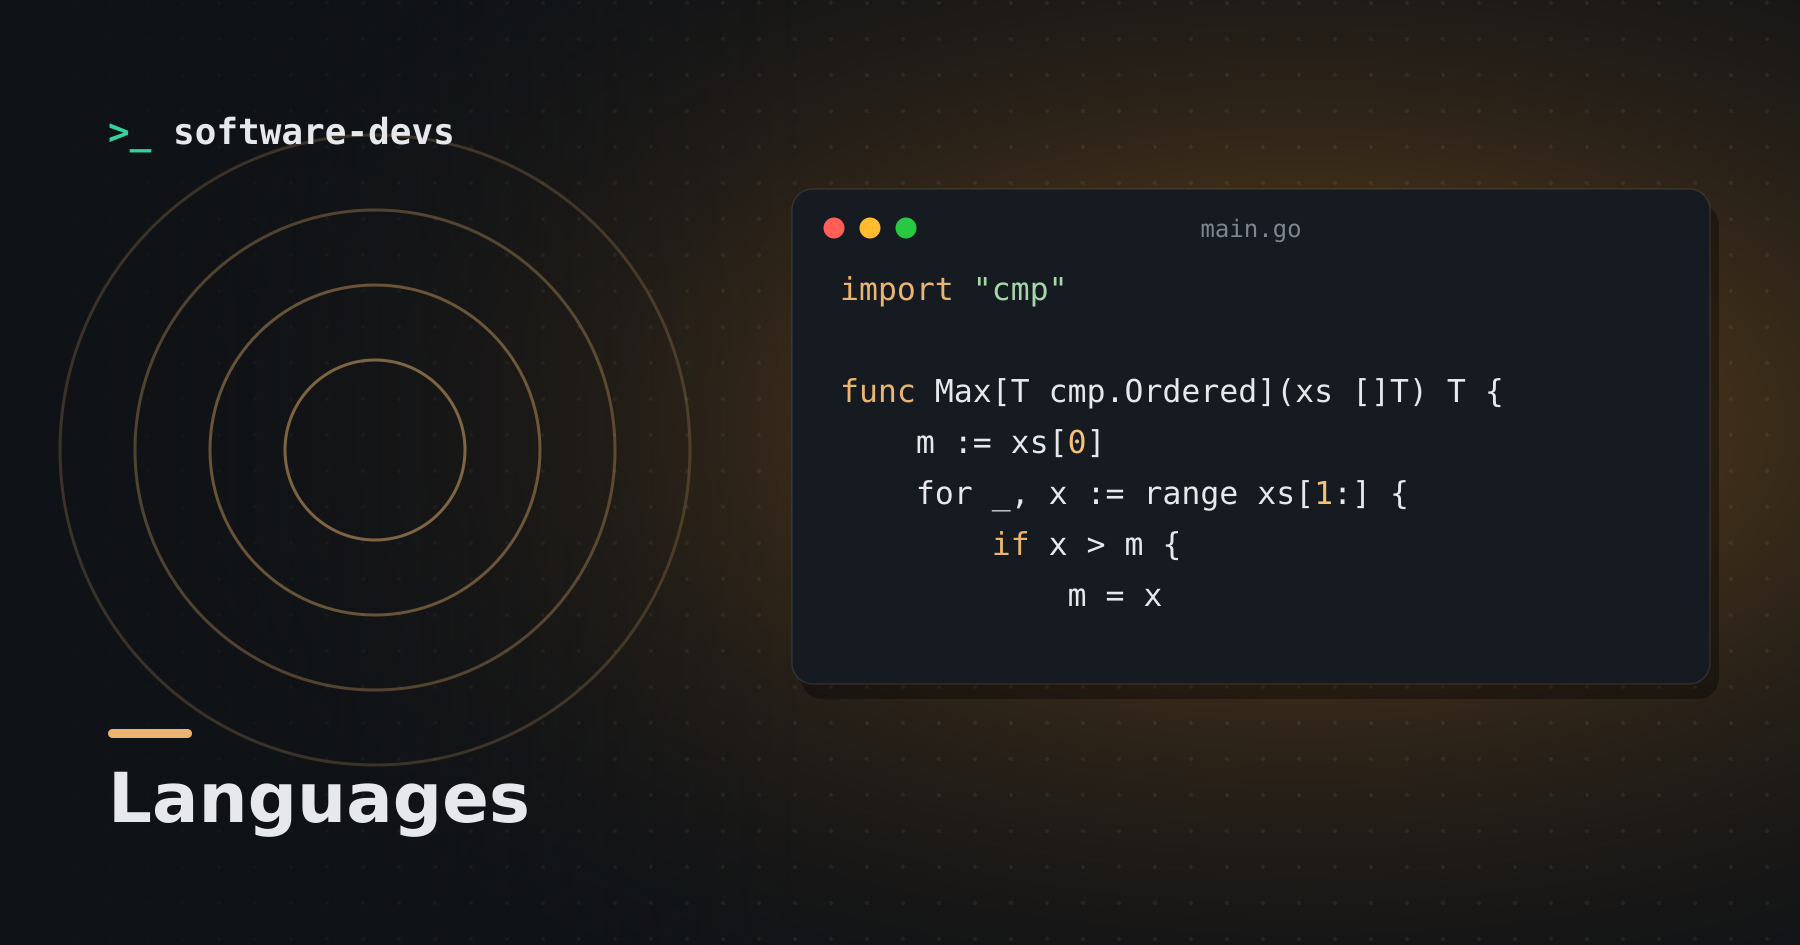 >_ software-devs
main.go
import "cmp"
func Max[T cmp.Ordered](xs []T) T {
    m := xs[0]
    for _, x := range xs[1:] {
        if x > m {
            m = x
Languages